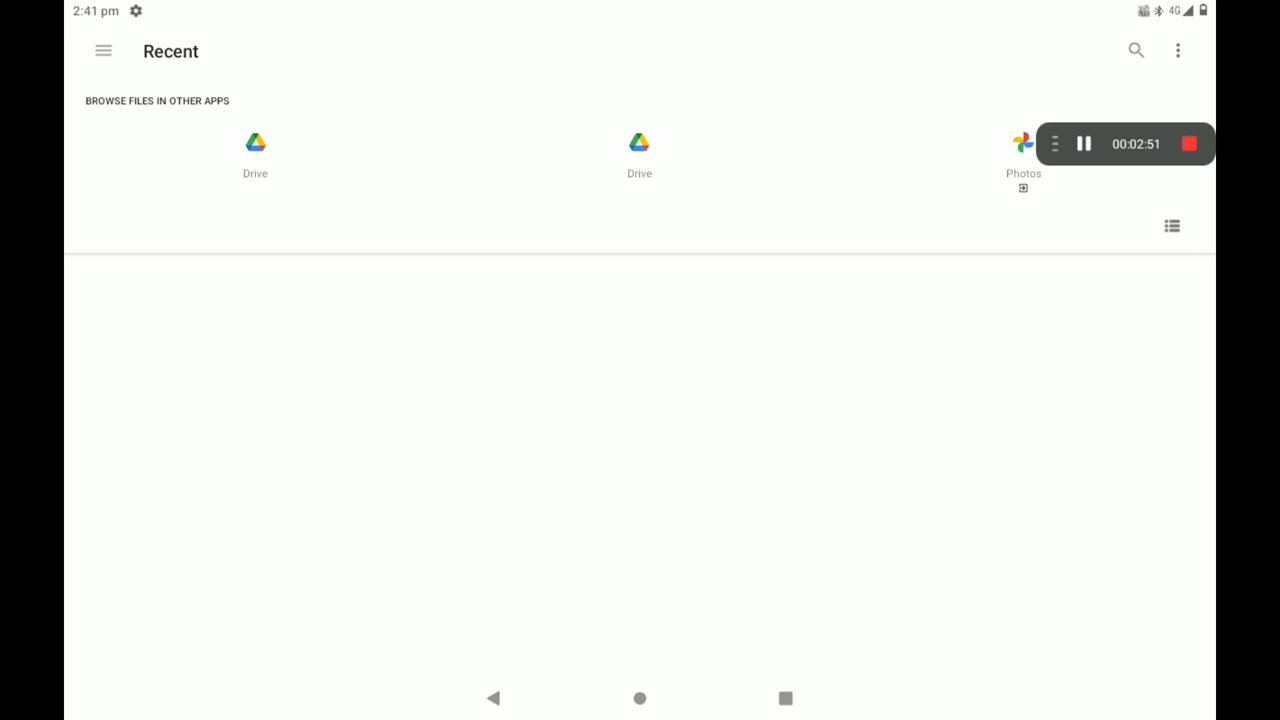 2:41 pm 4G
Recent
BROWSE FILES IN OTHER APPS
00:02:51
Drive Drive Photos